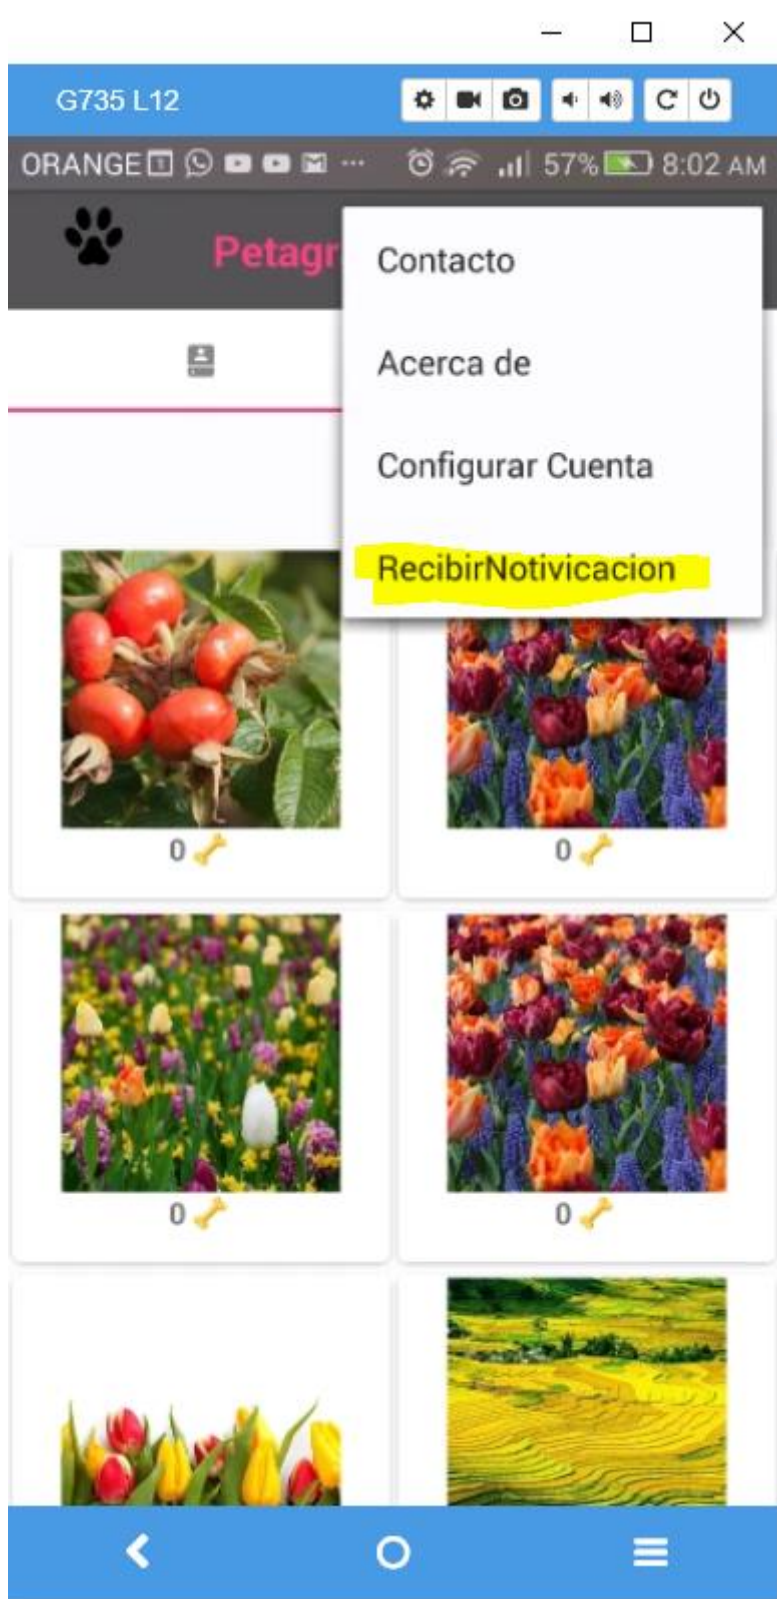 G735 L12
ORANGE 57% 8:02 AM
Petagr
Contacto
Acerca de
Configurar Cuenta
RecibirNotivicacion
0
0
0
0